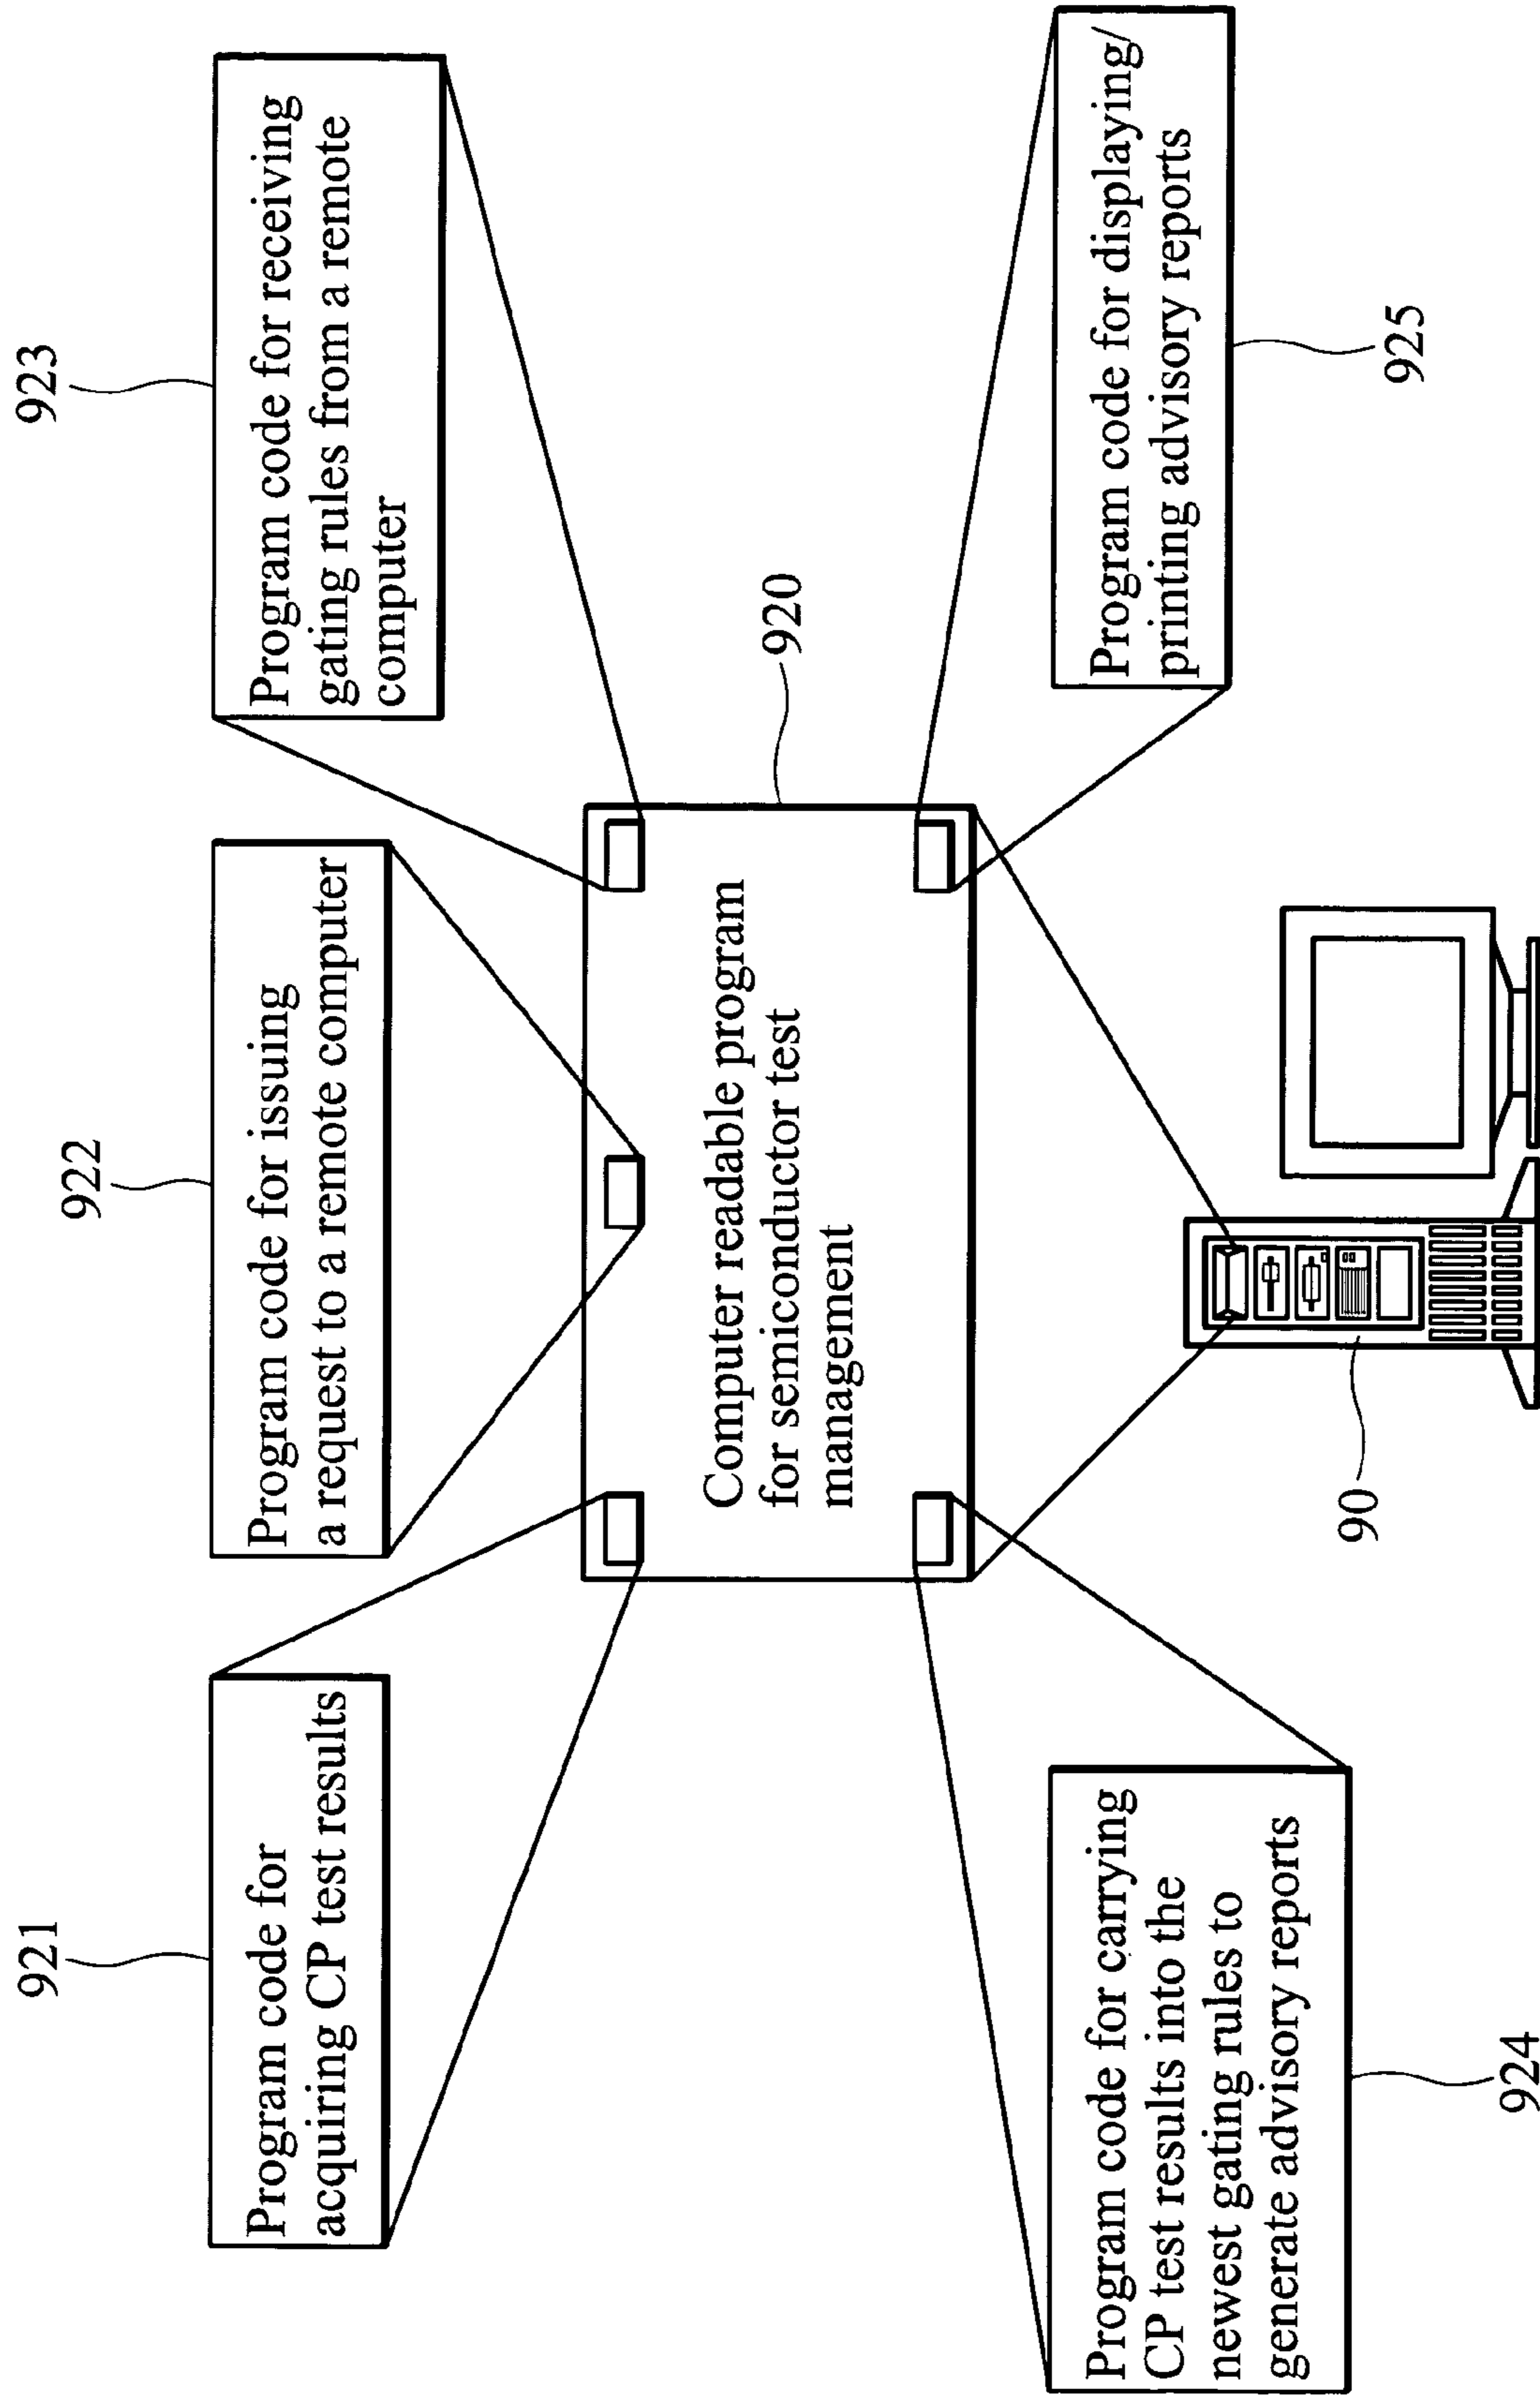 921
Program code for
acquiring CP test results
922
Program code for issuing
a request to a remote computer
923
Program code for receiving
gating rules from a remote
computer
920
Computer readable program
for semiconductor test
management
Program code for carrying
CP test results into the
newest gating rules to
generate advisory reports
924
Program code for displaying/
printing advisory reports
925
90